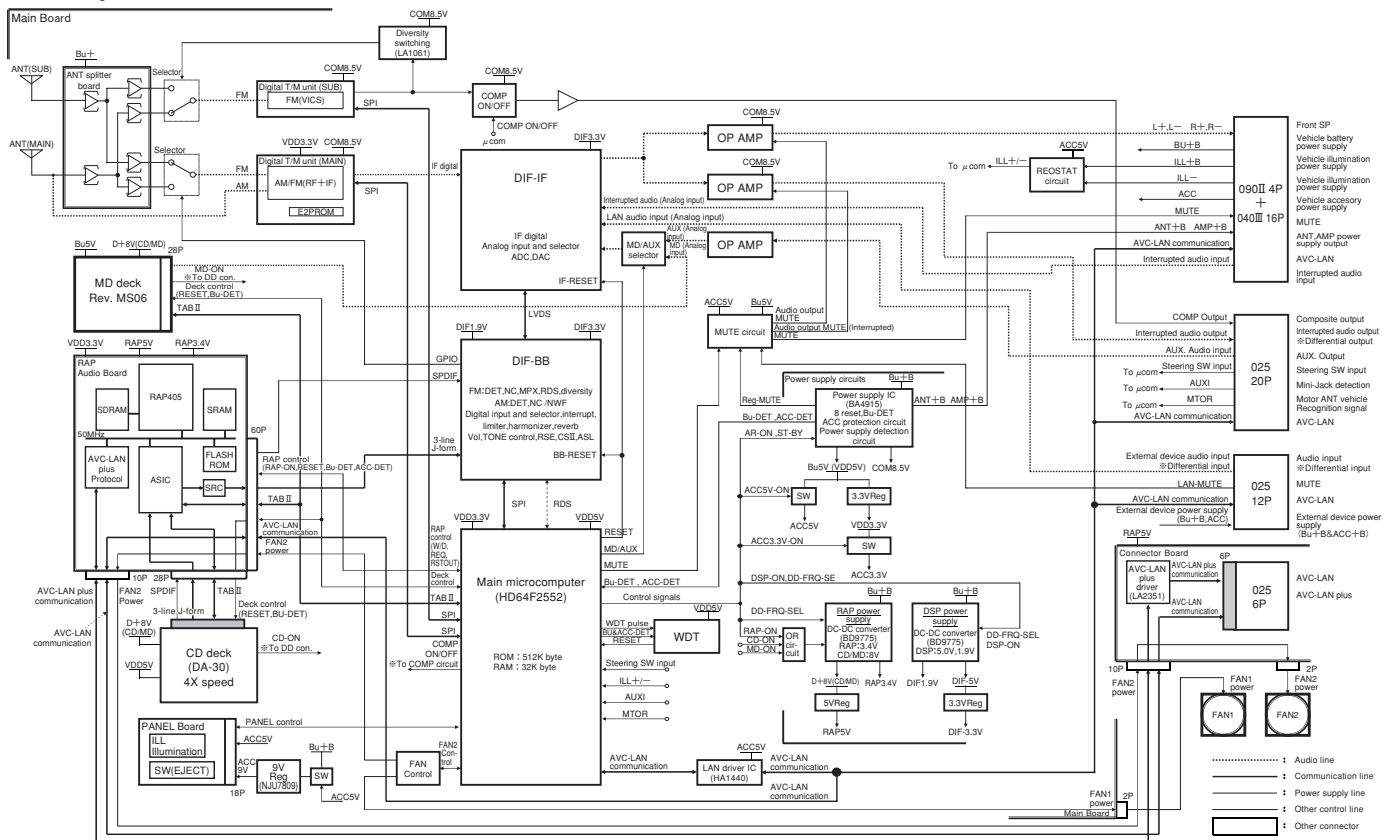 Main Board
COM8.5V
Diversity
switching
(LA1061)
Bu＋
ANT(SUB)
ANT splitter
board
Selector
FM
COM8.5V
Digital T/M unit (SUB)
FM(VICS)
SPI
COM8.5V
COMP
ON/OFF
COMP ON/OFF
μcom
ANT(MAIN)
Selector
FM
AM
VDD3.3V
COM8.5V
Digital T/M unit (MAIN)
AM/FM(RF＋IF)
E2PROM
IF digital
SPI
DIF3.3V
DIF-IF
IF digital
Analog input and selector
ADC,DAC
IF-RESET
COM8.5V
OP AMP
COM8.5V
OP AMP
Interrupted audio (Analog input)
LAN audio input (Analog input)
AUX (Analog
input)
MD (Analog
input)
MD/AUX
selector
OP AMP
L＋,L－ R＋,R－
BU＋B
ACC5V
REOSTAT
circuit
To μcom
ILL＋/－
ILL＋B
ILL－
ACC
MUTE
ANT＋B AMP＋B
AVC-LAN communication
Interrupted audio input
090Ⅱ 4P
＋
040Ⅲ 16P
Front SP
Vehicle battery
power supply
Vehicle illumination
power supply
Vehicle illumination
power supply
Vehicle accesory
power supply
MUTE
ANT,AMP power
supply output
AVC-LAN
Interrupted audio
input
Bu5V
D＋8V(CD/MD)
28P
MD deck
Rev. MS06
MD-ON
※To DD con.
Deck control
(RESET,Bu-DET)
TABⅡ
LVDS
ACC5V
Bu5V
MUTE circuit
Audio output
MUTE
Audio output MUTE (Interrupted)
MUTE
COMP Output
Interrupted audio output
AUX. Audio input
Steering SW input
To μcom
AUXI
To μcom
MTOR
To μcom
AVC-LAN communication
025
20P
Composite output
Interrupted audio output
※Differential output
AUX. Output
Steering SW input
Mini-Jack detection
Motor ANT vehicle
Recognition signal
AVC-LAN
VDD3.3V
RAP5V
RAP3.4V
RAP
Audio Board
RAP405
SDRAM
SRAM
50MHz
AVC-LAN
plus
Protocol
ASIC
FLASH
ROM
SRC
60P
GPIO
SPDIF
DIF1.9V
DIF3.3V
DIF-BB
FM:DET,NC,MPX,RDS,diversity
AM:DET,NC /NWF
Digital input and selector,interrupt,
limiter,harmonizer,reverb
Vol,TONE control,RSE,CSⅡ,ASL
BB-RESET
3-line
J-form
RAP control
(RAP-ON,RESET,Bu-DET,ACC-DET)
TABⅡ
AVC-LAN
communication
FAN2
power
Power supply circuits
Bu＋B
Power supply IC
(BA4915)
8 reset,Bu-DET
ACC protection circuit
Power supply detection
circuit
Reg-MUTE
Bu-DET ,ACC-DET
AR-ON ,ST-BY
ANT＋B AMP＋B
Bu5V (VDD5V)
COM8.5V
ACC5V-ON
SW
3.3VReg
ACC5V
VDD3.3V
ACC3.3V-ON
SW
ACC3.3V
External device audio input
※Differential input
LAN-MUTE
AVC-LAN communication
External device power supply
(Bu＋B,ACC)
025
12P
Audio input
※Differential input
MUTE
AVC-LAN
External device power
supply
(Bu＋B&ACC＋B)
SPI
RDS
VDD3.3V
VDD5V
RAP
control
(W/D,
REQ,
RSTOUT)
Deck
control
TABⅡ
SPI
SPI
COMP
ON/OFF
※To COMP circuit
Main microcomputer
(HD64F2552)
ROM : 512K byte
RAM : 32K byte
RESET
MD/AUX
MUTE
Bu-DET , ACC-DET
Control signals
WDT pulse
BU&ACC-DET
RESET
VDD5V
WDT
Steering SW input
ILL＋/－
AUXI
MTOR
DSP-ON,DD-FRQ-SE
DD-FRQ-SEL
RAP-ON
CD-ON
MD-ON
OR
cir-
cuit
Bu＋B
RAP power
supply
DC-DC converter
(BD9775)
RAP:3.4V
CD/MD:8V
Bu＋B
DSP power
supply
DC-DC converter
(BD9775)
DSP:5.0V,1.9V
DD-FRQ-SEL
DSP-ON
D＋8V(CD/MD)
RAP3.4V
DIF1.9V
DIF-5V
5VReg
3.3VReg
RAP5V
DIF-3.3V
RAP5V
Connector Board
6P
AVC-LAN
plus
driver
(LA2351)
AVC-LAN plus
communication
AVC-LAN
communication
025
6P
AVC-LAN
AVC-LAN plus
10P
FAN2
power
2P
FAN1
power
FAN2
power
FAN1
FAN2
10P
28P
AVC-LAN plus
communication
AVC-LAN
communication
FAN2
Power
SPDIF
TABⅡ
3-line J-form
Deck control
(RESET,BU-DET)
D＋8V
(CD/MD)
VDD5V
CD deck
(DA-30)
4X speed
CD-ON
※To DD con.
PANEL Board
ILL
Illumination
SW(EJECT)
PANEL control
ACC5V
ACC
9V
18P
9V
Reg
(NJU7809)
Bu＋B
SW
ACC5V
FAN
Control
FAN2
Con-
trol
AVC-LAN
communication
ACC5V
LAN driver IC
(HA1440)
AVC-LAN
communication
AVC-LAN
communication
FAN1
power
2P
Main Board
: Audio line
: Communication line
: Power supply line
: Other control line
: Other connector